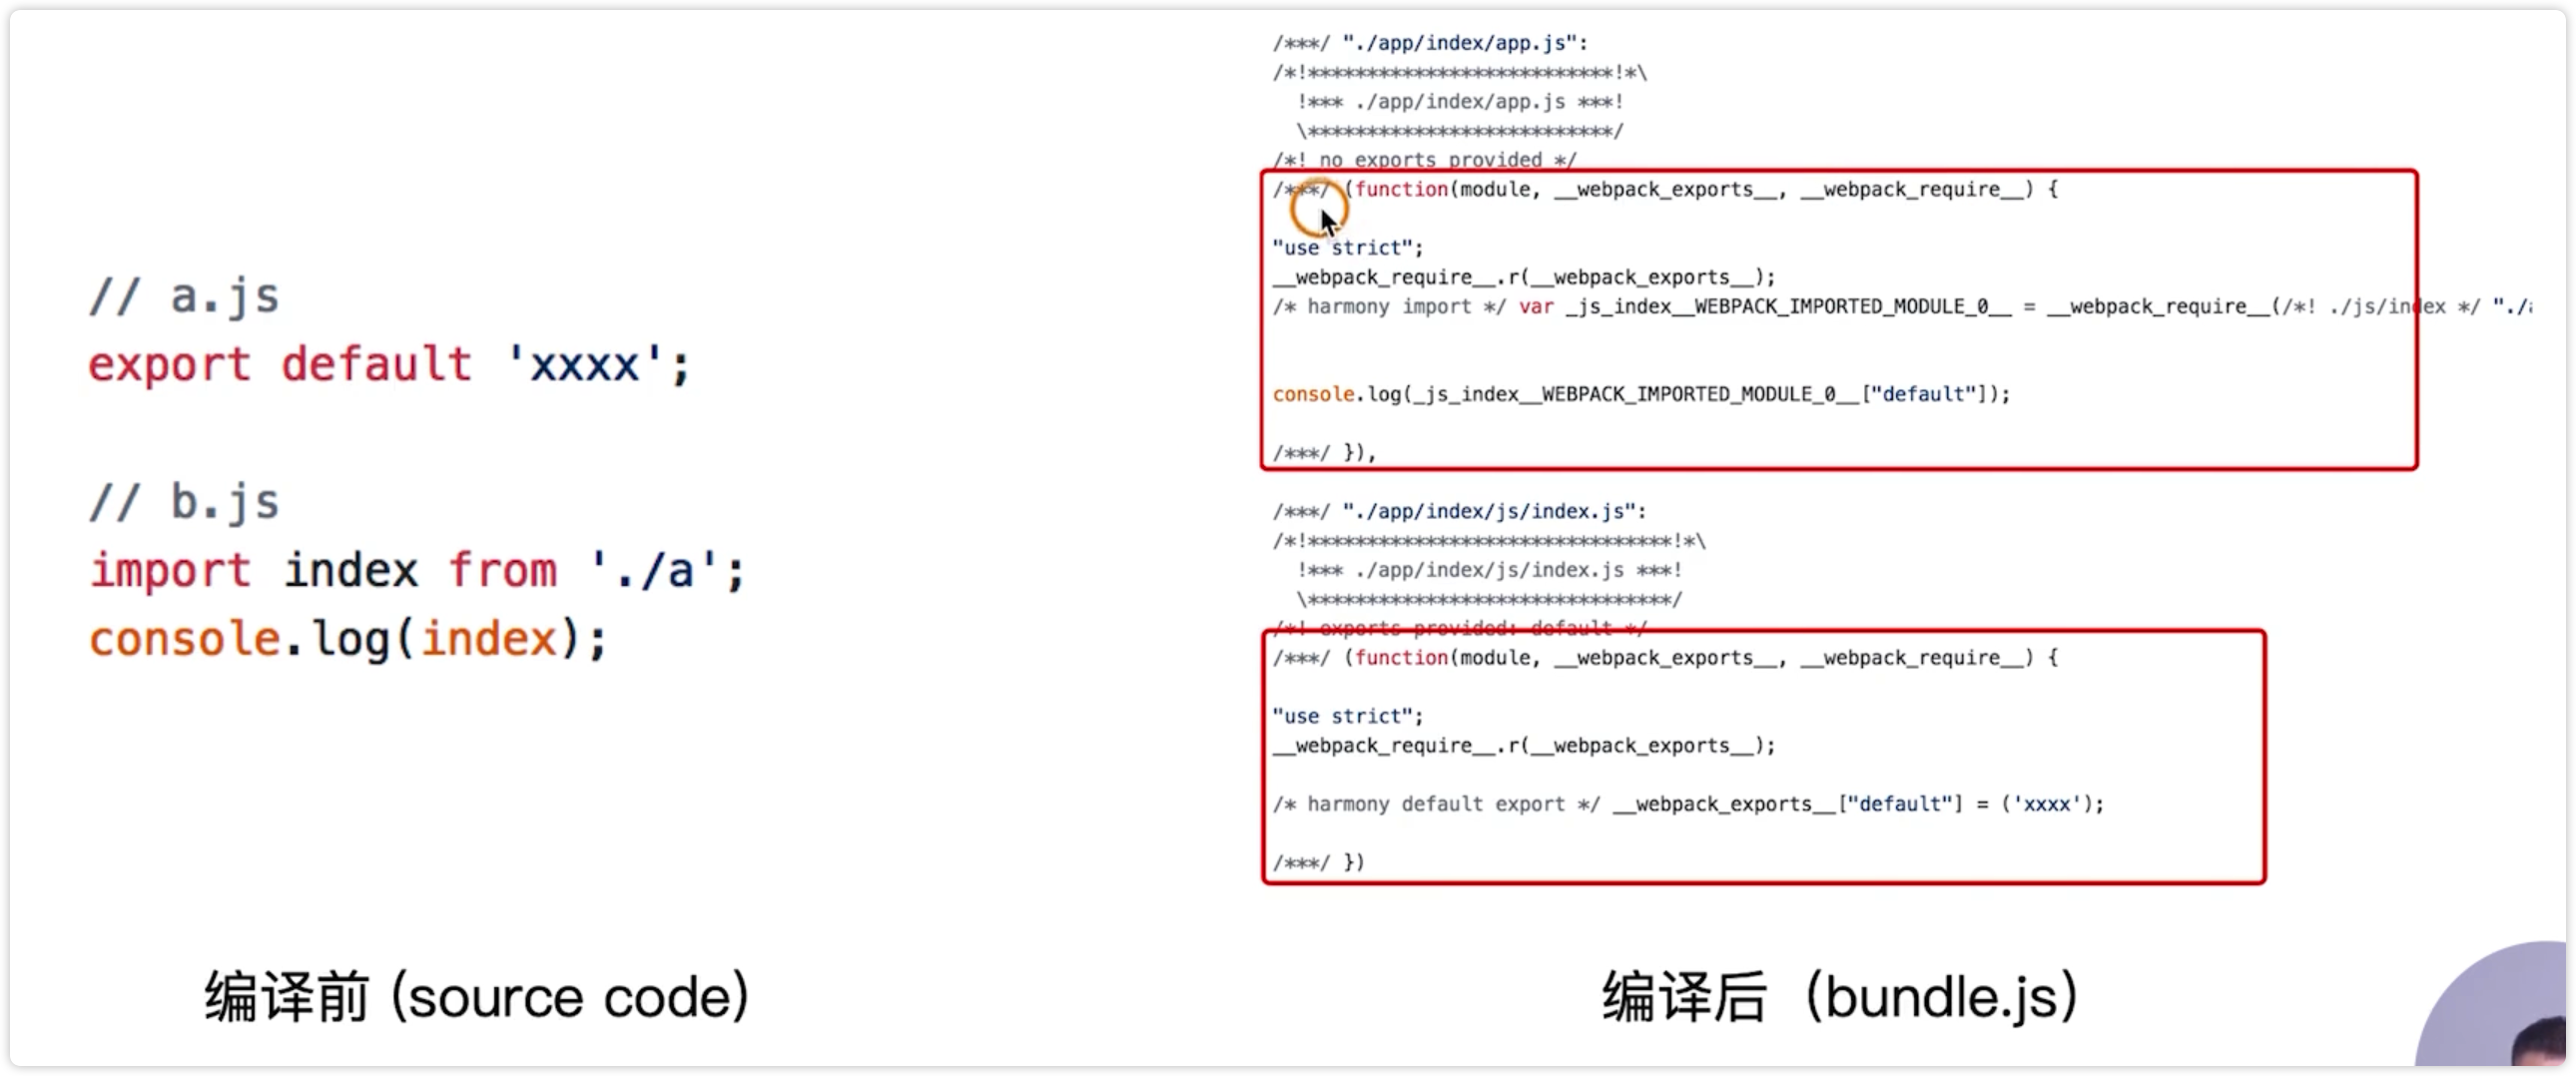 // a.js
export default 'xxxx';
// b.js
import index from './a';
console.log(index);
编译前 (source code)
/***/ "./app/index/app.js":
/*!**************************!*\
!*** ./app/index/app.js ***!
\**************************/
/*! no exports provided */
/***/ (function(module, __webpack_exports__, __webpack_require__) {
"use strict";
__webpack_require__.r(__webpack_exports__);
/* harmony import */ var _js_index__WEBPACK_IMPORTED_MODULE_0__ = __webpack_require__(/*! ./js/index */ "./
console.log(_js_index__WEBPACK_IMPORTED_MODULE_0__["default"]);
/***/ }),
/***/ "./app/index/js/index.js":
/*!*******************************!*\
!*** ./app/index/js/index.js ***!
\*******************************/
/*! exports provided: default */
/***/ (function(module, __webpack_exports__, __webpack_require__) {
"use strict";
__webpack_require__.r(__webpack_exports__);
/* harmony default export */ __webpack_exports__["default"] = ('xxxx');
/***/ })
编译后 (bundle.js)